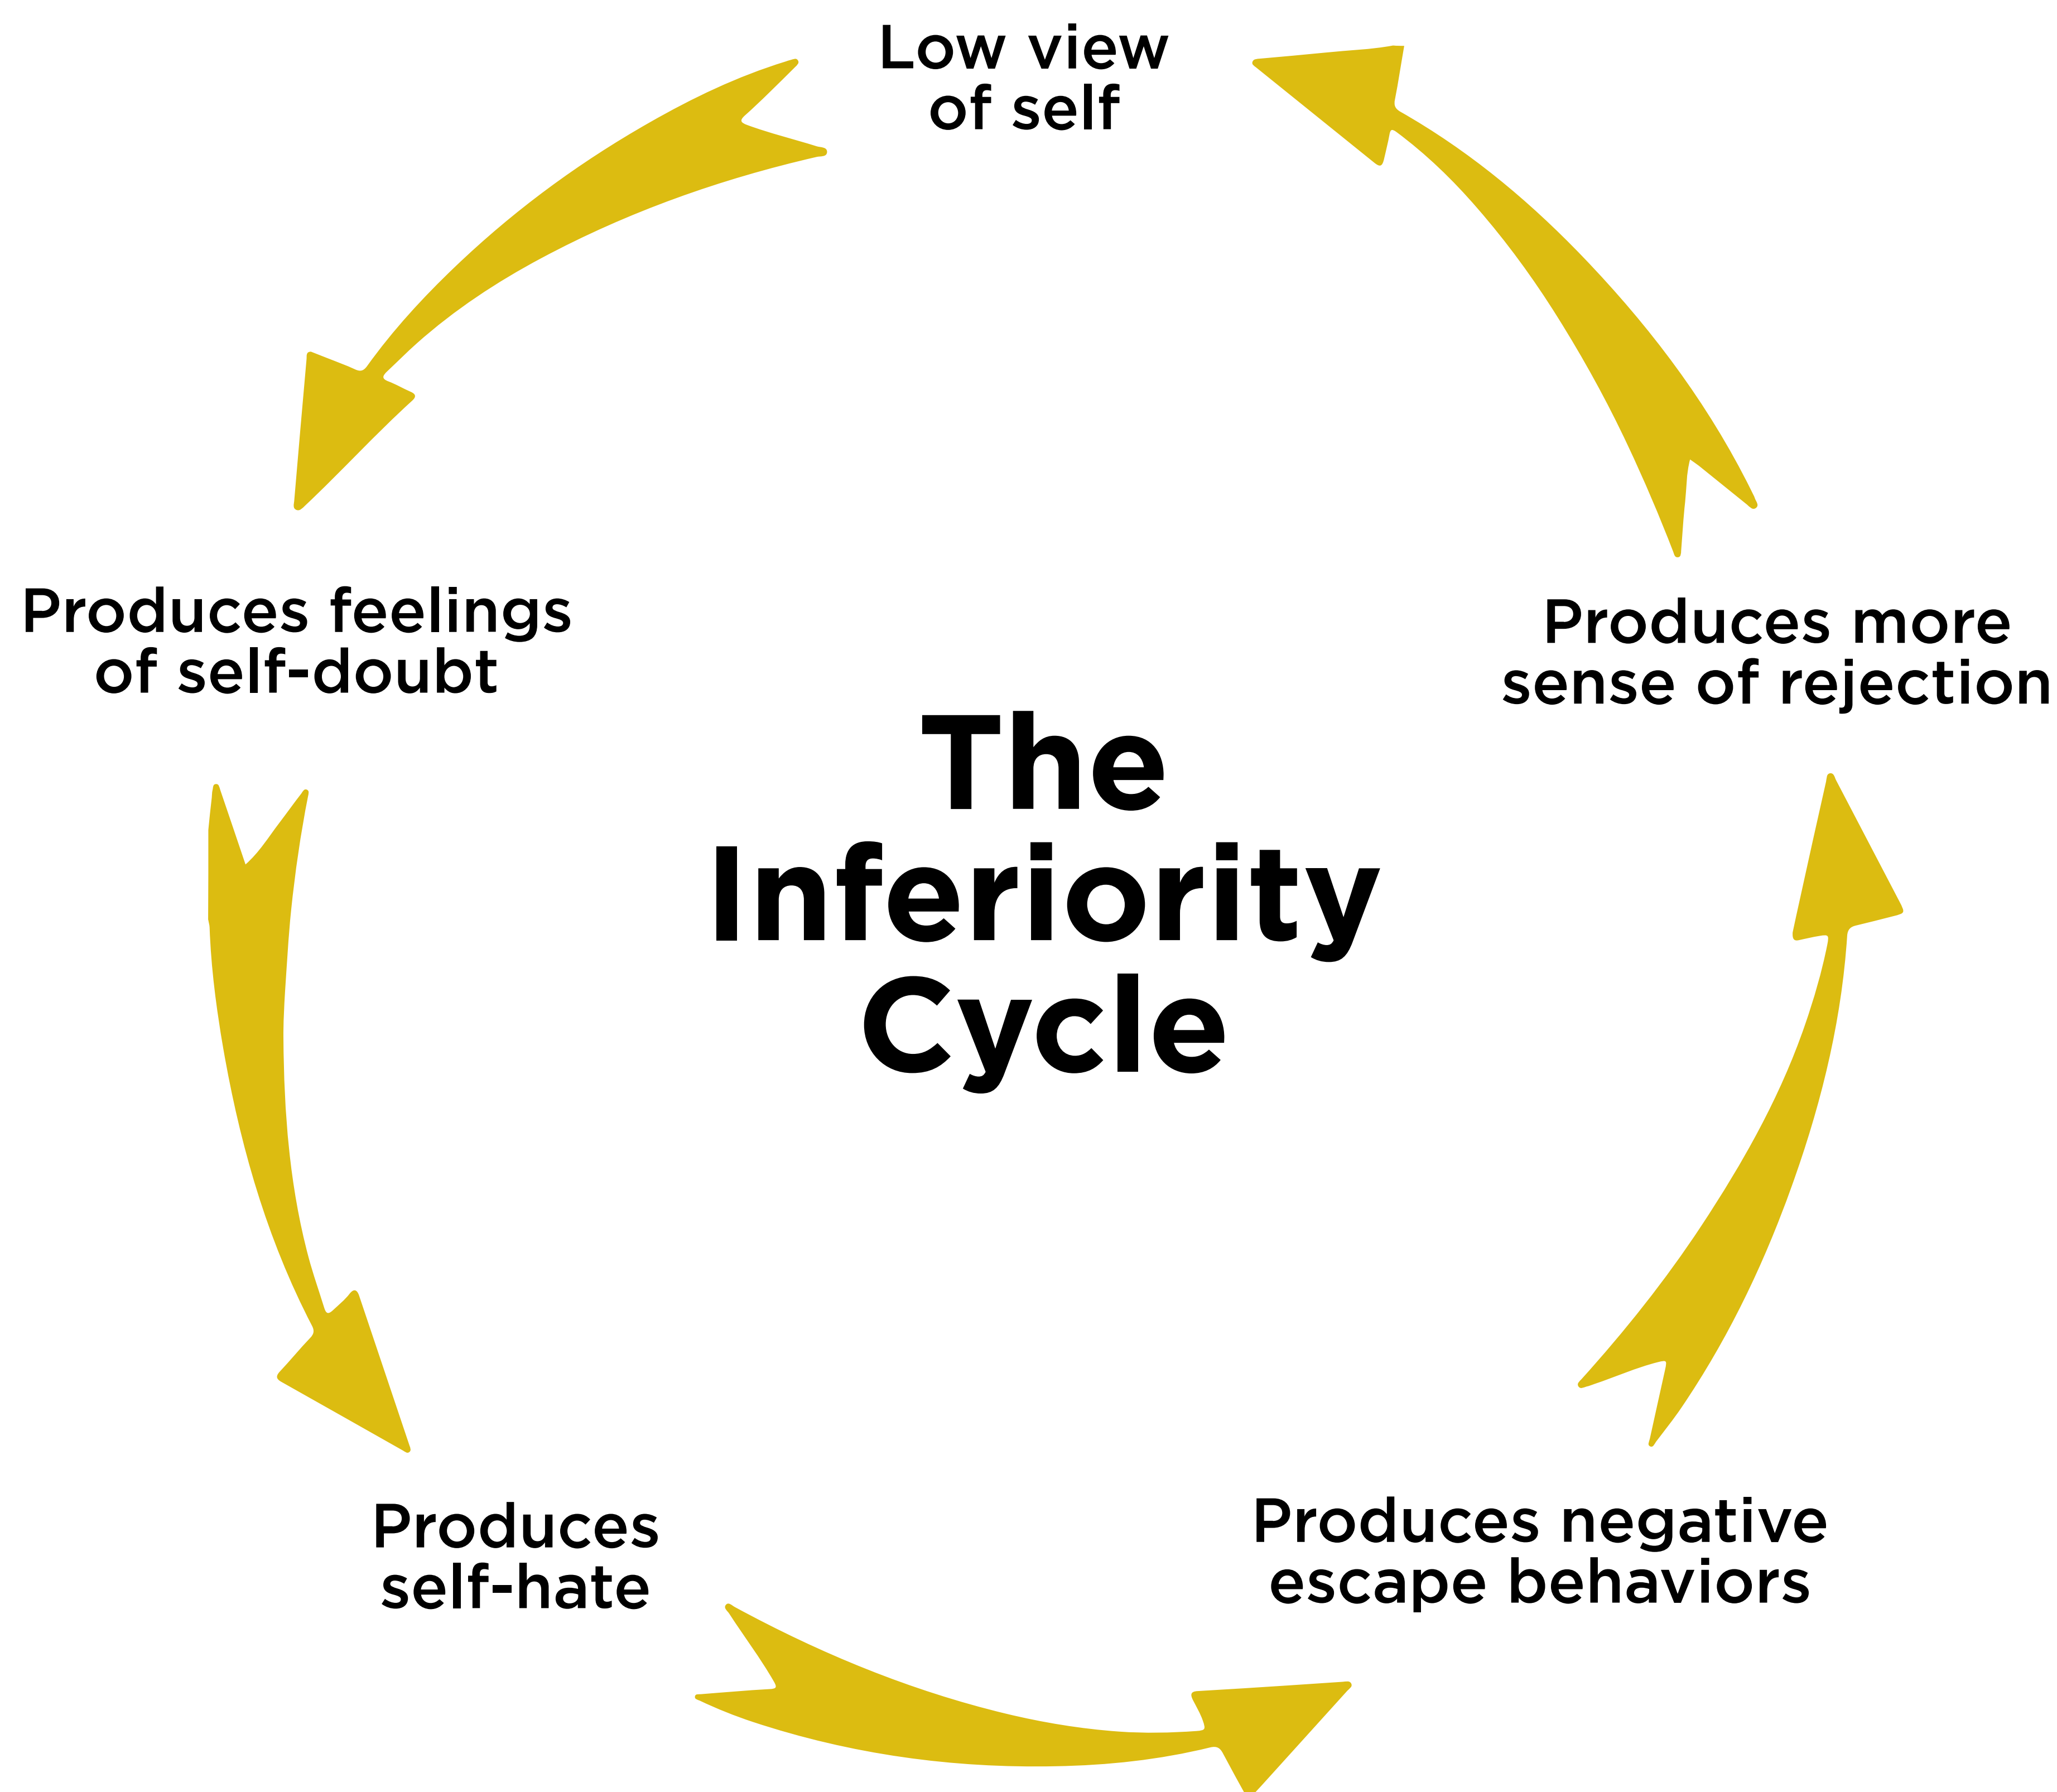 Low view
of self
Produces feelings
of self-doubt
Produces more
sense of rejection
The
Inferiority
Cycle
Produces
self-hate
Produces negative
escape behaviors